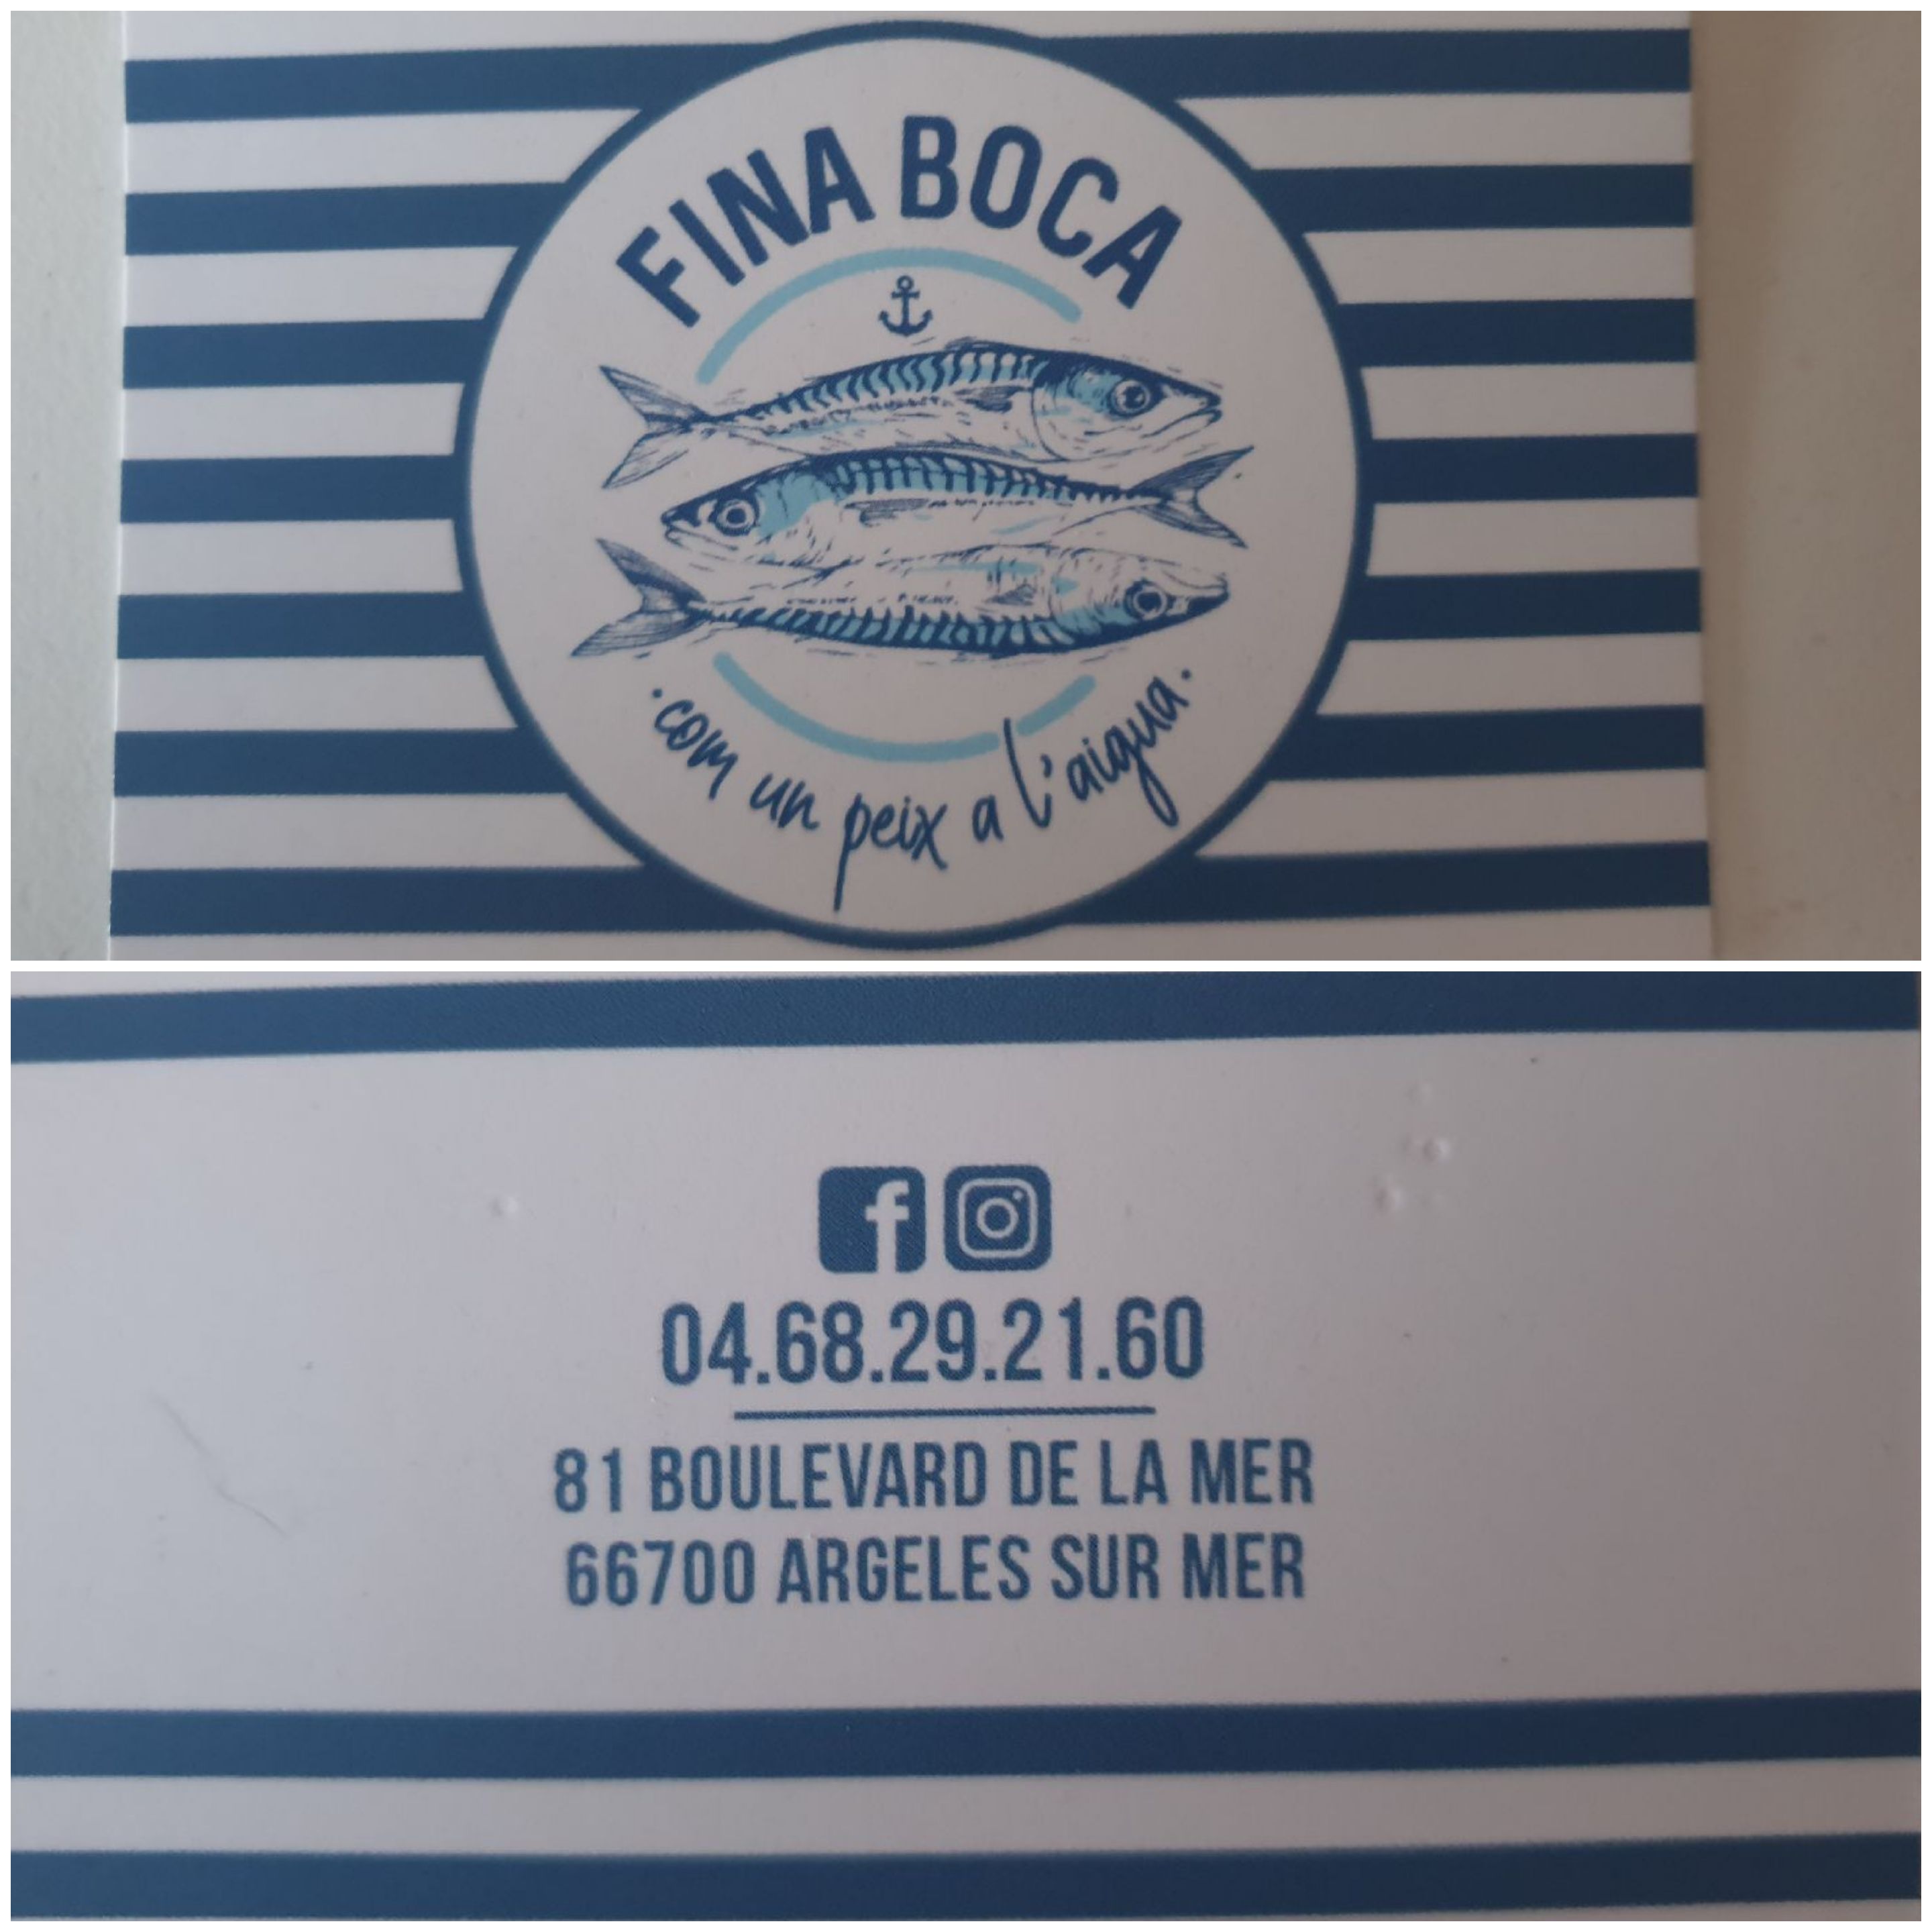 FINA BOCA
·com un peix a l'aigua·
04.68.29.21.60
81 BOULEVARD DE LA MER
66700 ARGELES SUR MER